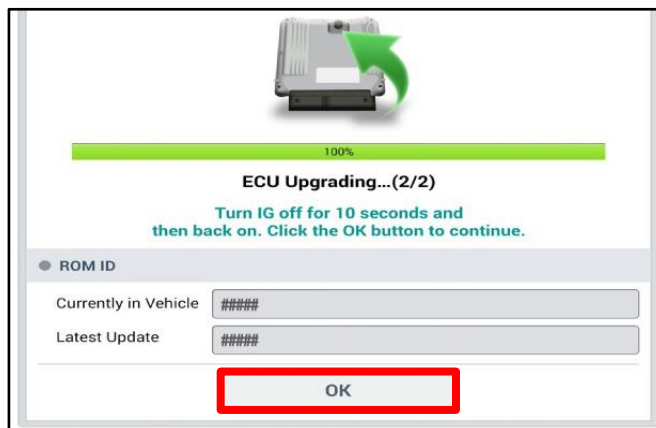 100%
ECU Upgrading...(2/2)
Turn IG off for 10 seconds and
then back on. Click the OK button to continue.
ROM ID
Currently in Vehicle #####
Latest Update #####
OK